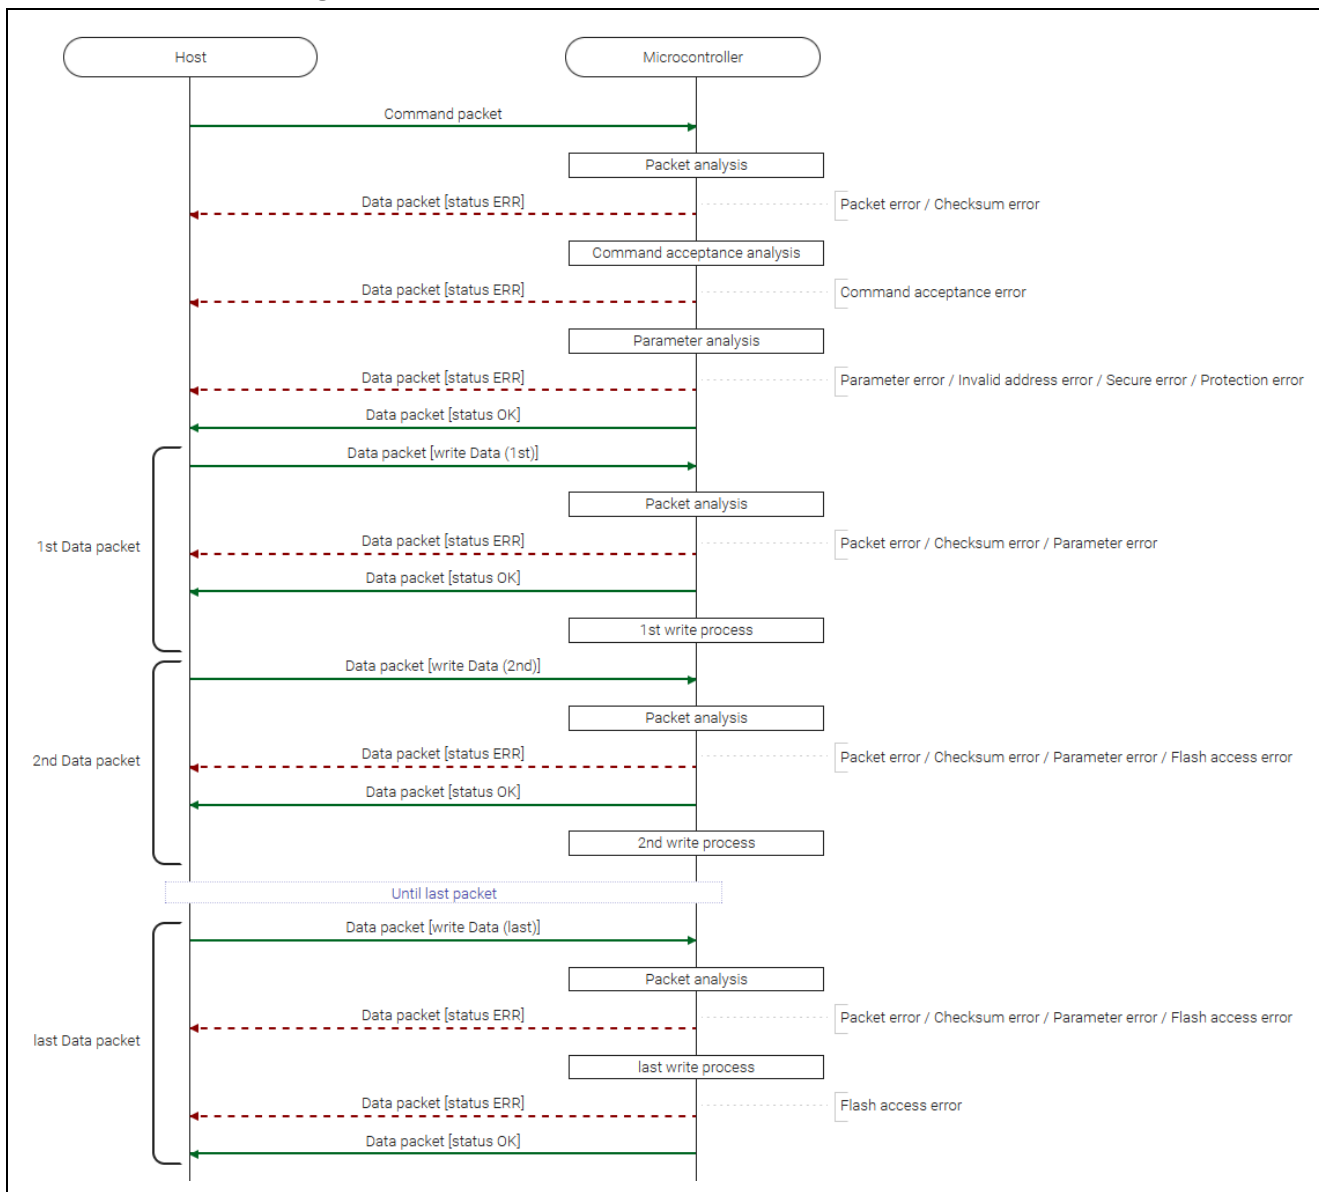 Host
Microcontroller
Command packet
Packet analysis
Data packet [status ERR]
Packet error / Checksum error
Command acceptance analysis
Data packet [status ERR]
Command acceptance error
Parameter analysis
Data packet [status ERR]
Parameter error / Invalid address error / Secure error / Protection error
Data packet [status OK]
Data packet [write Data (1st)]
Packet analysis
1st Data packet
Data packet [status ERR]
Packet error / Checksum error / Parameter error
Data packet [status OK]
1st write process
Data packet [write Data (2nd)]
Packet analysis
2nd Data packet
Data packet [status ERR]
Packet error / Checksum error / Parameter error / Flash access error
Data packet [status OK]
2nd write process
Until last packet
Data packet [write Data (last)]
Packet analysis
Data packet [status ERR]
Packet error / Checksum error / Parameter error / Flash access error
last Data packet
last write process
Data packet [status ERR]
Flash access error
Data packet [status OK]